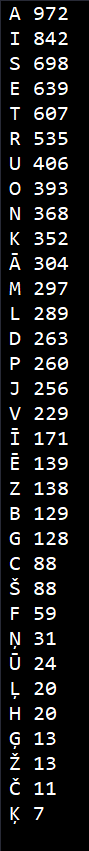 A 972
I 842
S 698
E 639
T 607
R 535
U 406
O 393
N 368
K 352
Ā 304
M 297
L 289
D 263
P 260
J 256
V 229
Ī 171
Ē 139
Z 138
B 129
G 128
C 88
Š 88
F 59
Ņ 31
Ū 24
Ļ 20
H 20
Ģ 13
Ž 13
Č 11
Ķ 7